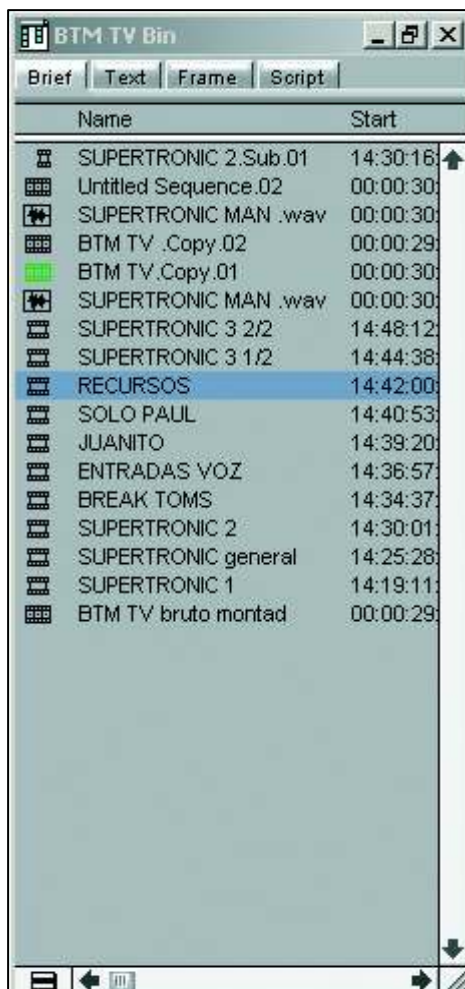 BTM TV Bin
Brief Text Frame Script
Name Start
SUPERTRONIC 2.Sub.01 14:30:16:
Untitled Sequence.02 00:00:30:
SUPERTRONIC MAN .wav 00:00:30:
BTM TV .Copy.02 00:00:29:
BTM TV.Copy.01 00:00:30:
SUPERTRONIC MAN .wav 00:00:30:
SUPERTRONIC 3 2/2 14:48:12:
SUPERTRONIC 3 1/2 14:44:38:
RECURSOS 14:42:00:
SOLO PAUL 14:40:53:
JUANITO 14:39:20:
ENTRADAS VOZ 14:36:57:
BREAK TOMS 14:34:37:
SUPERTRONIC 2 14:30:01:
SUPERTRONIC general 14:25:28:
SUPERTRONIC 1 14:19:11:
BTM TV bruto montad 00:00:29: